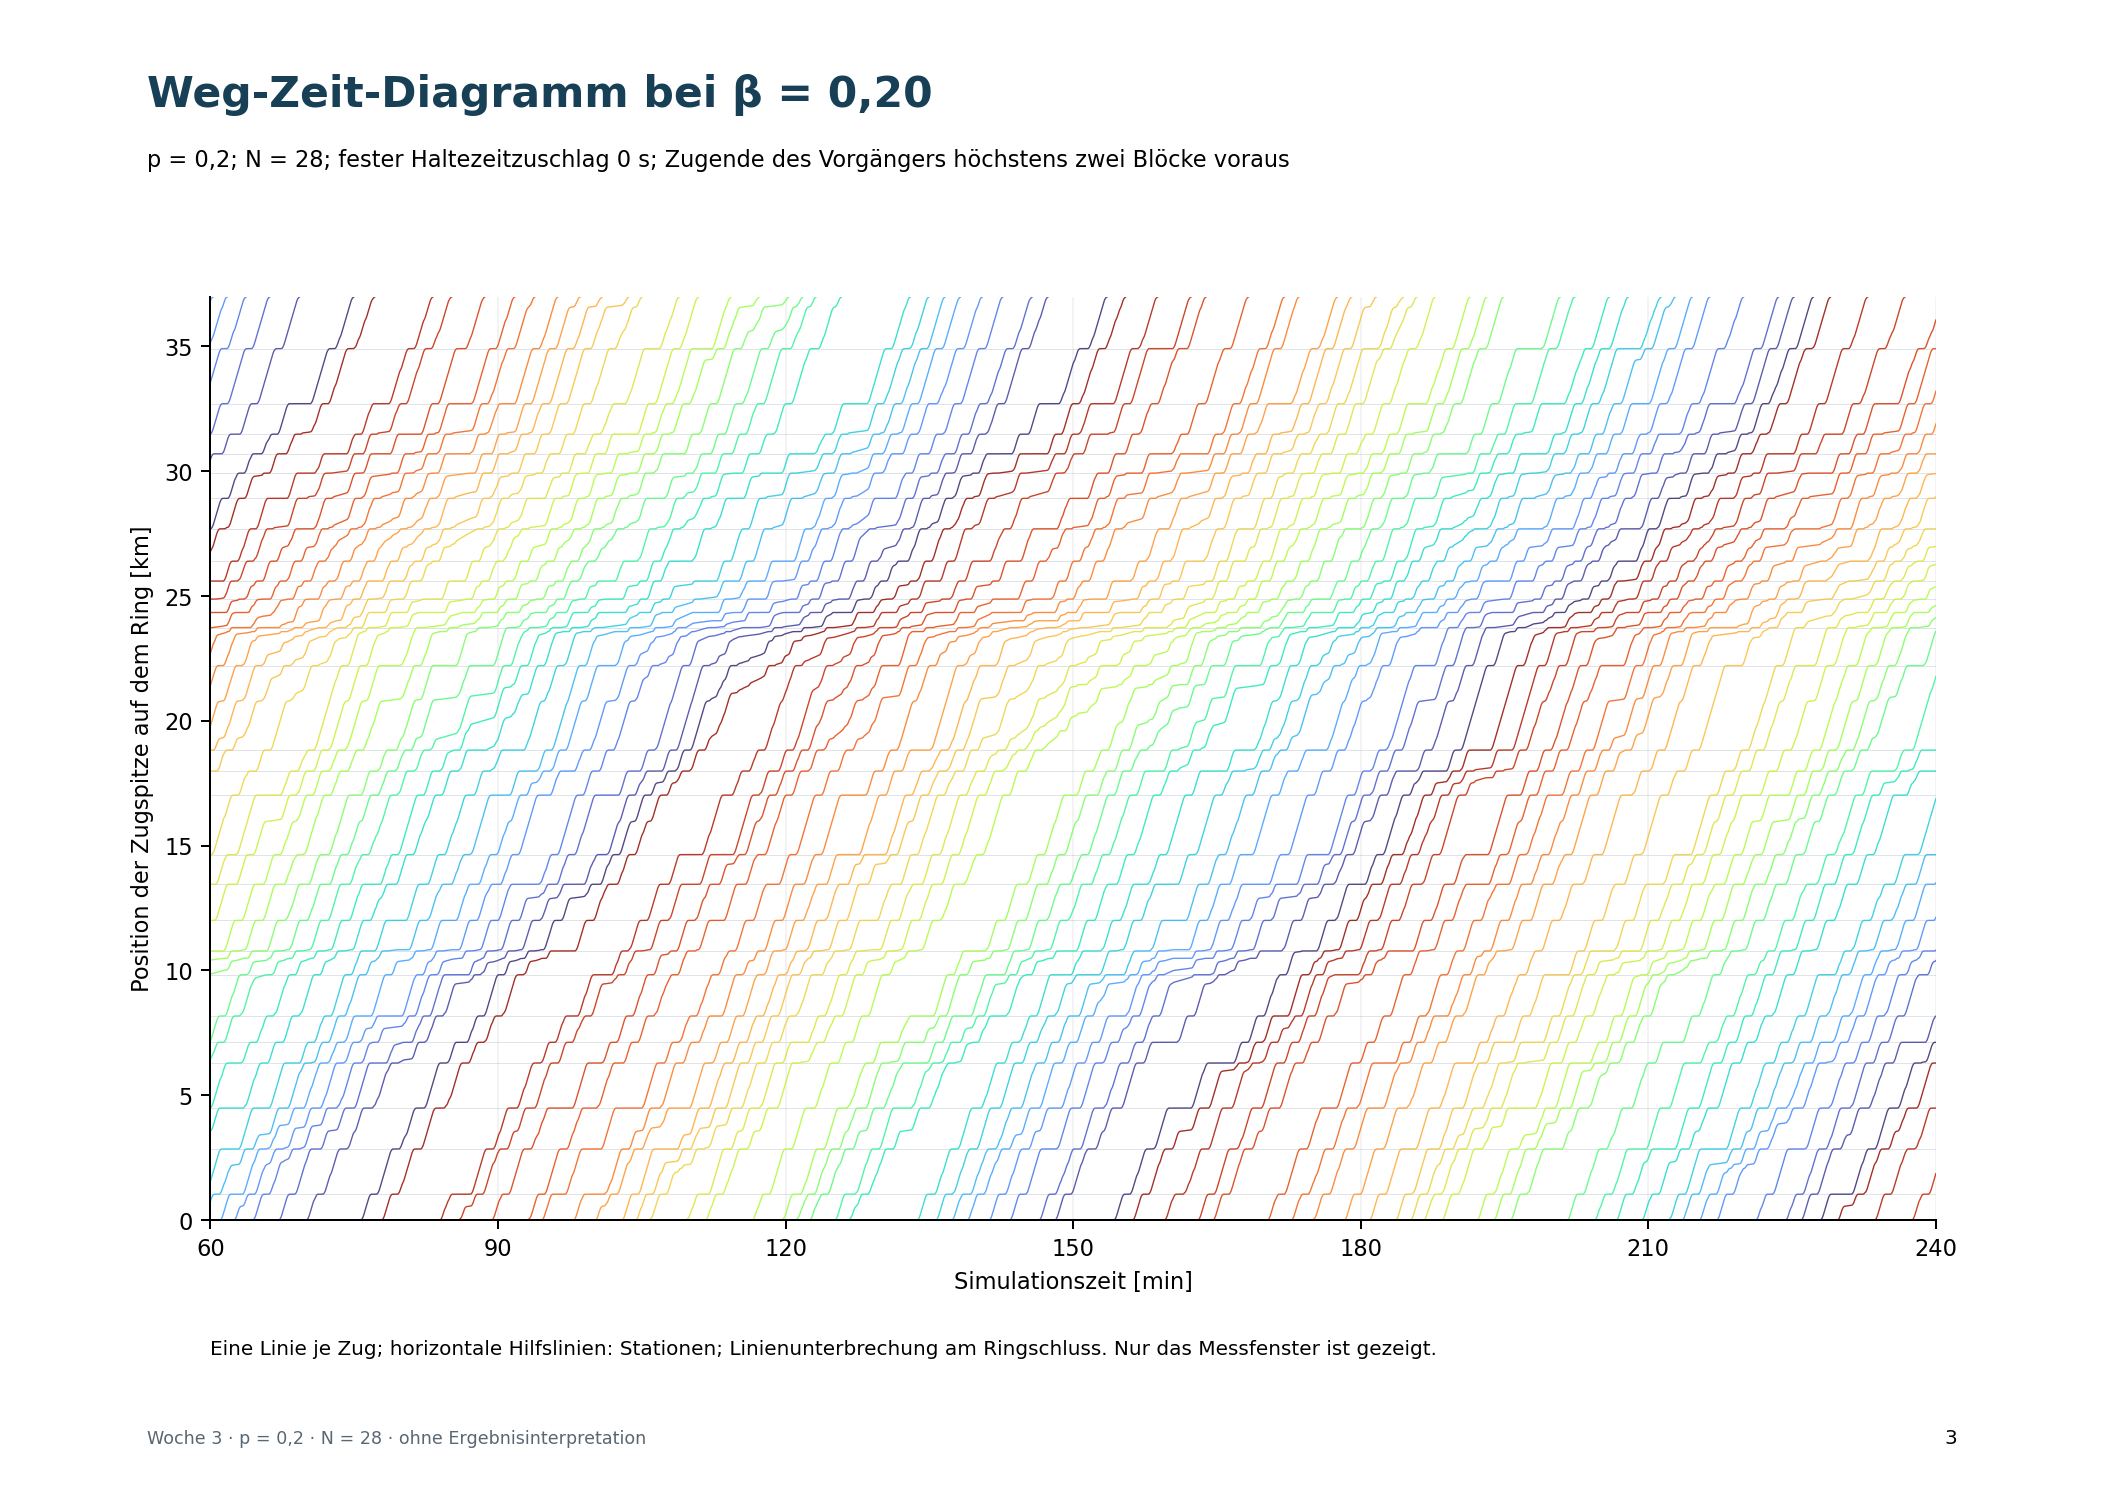 Weg-Zeit-Diagramm bei β = 0,20
p = 0,2; N = 28; fester Haltezeitzuschlag 0 s; Zugende des Vorgängers höchstens zwei Blöcke voraus
Position der Zugspitze auf dem Ring [km]
35
30
25
20
15
10
5
0
60 90 120 150 180 210 240
Simulationszeit [min]
Eine Linie je Zug; horizontale Hilfslinien: Stationen; Linienunterbrechung am Ringschluss. Nur das Messfenster ist gezeigt.
Woche 3 · p = 0,2 · N = 28 · ohne Ergebnisinterpretation 3